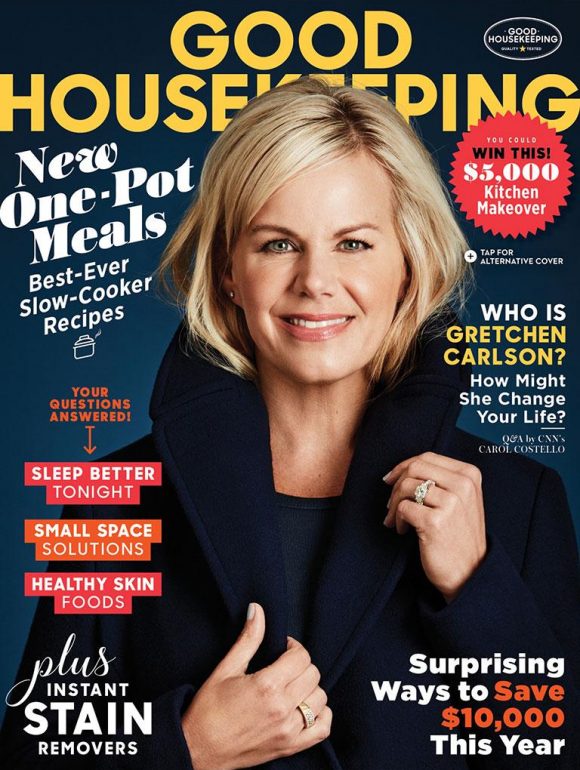 GOOD
HOUSEKEEPING
·GOOD·
HOUSEKEEPING
QUALITY ★ TESTED
New
One-Pot
Meals
Best-Ever
Slow-Cooker
Recipes
YOU COULD
WIN THIS!
$5,000
Kitchen
Makeover
+ TAP FOR
ALTERNATIVE COVER
WHO IS
GRETCHEN
CARLSON?
How Might
She Change
Your Life?
Q&A by CNN's
CAROL COSTELLO
YOUR
QUESTIONS
ANSWERED!
SLEEP BETTER
TONIGHT
SMALL SPACE
SOLUTIONS
HEALTHY SKIN
FOODS
plus
INSTANT
STAIN
REMOVERS
Surprising
Ways to Save
$10,000
This Year